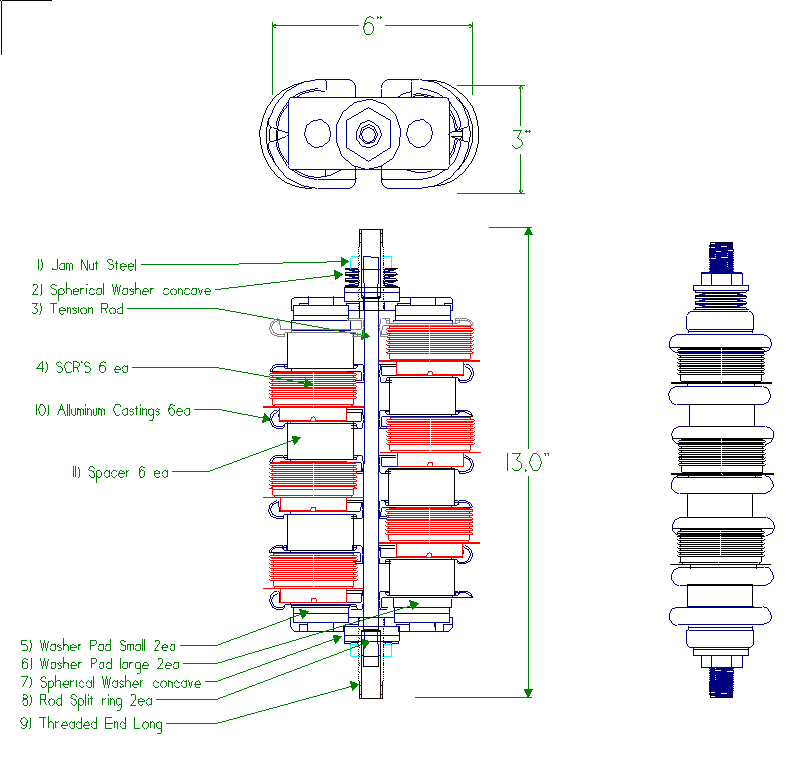 6"
3"
1) Jam Nut Steel
2) Spherical Washer concave
3) Tension Rod
4) SCR'S 6 ea
10) Alluminum Castings 6ea
13.0"
11) Spacer 6 ea
5) Washer Pad Small 2ea
6) Washer Pad large 2ea
7) Spherical Washer concave
8) Rod Split ring 2ea
9) Threaded End Long